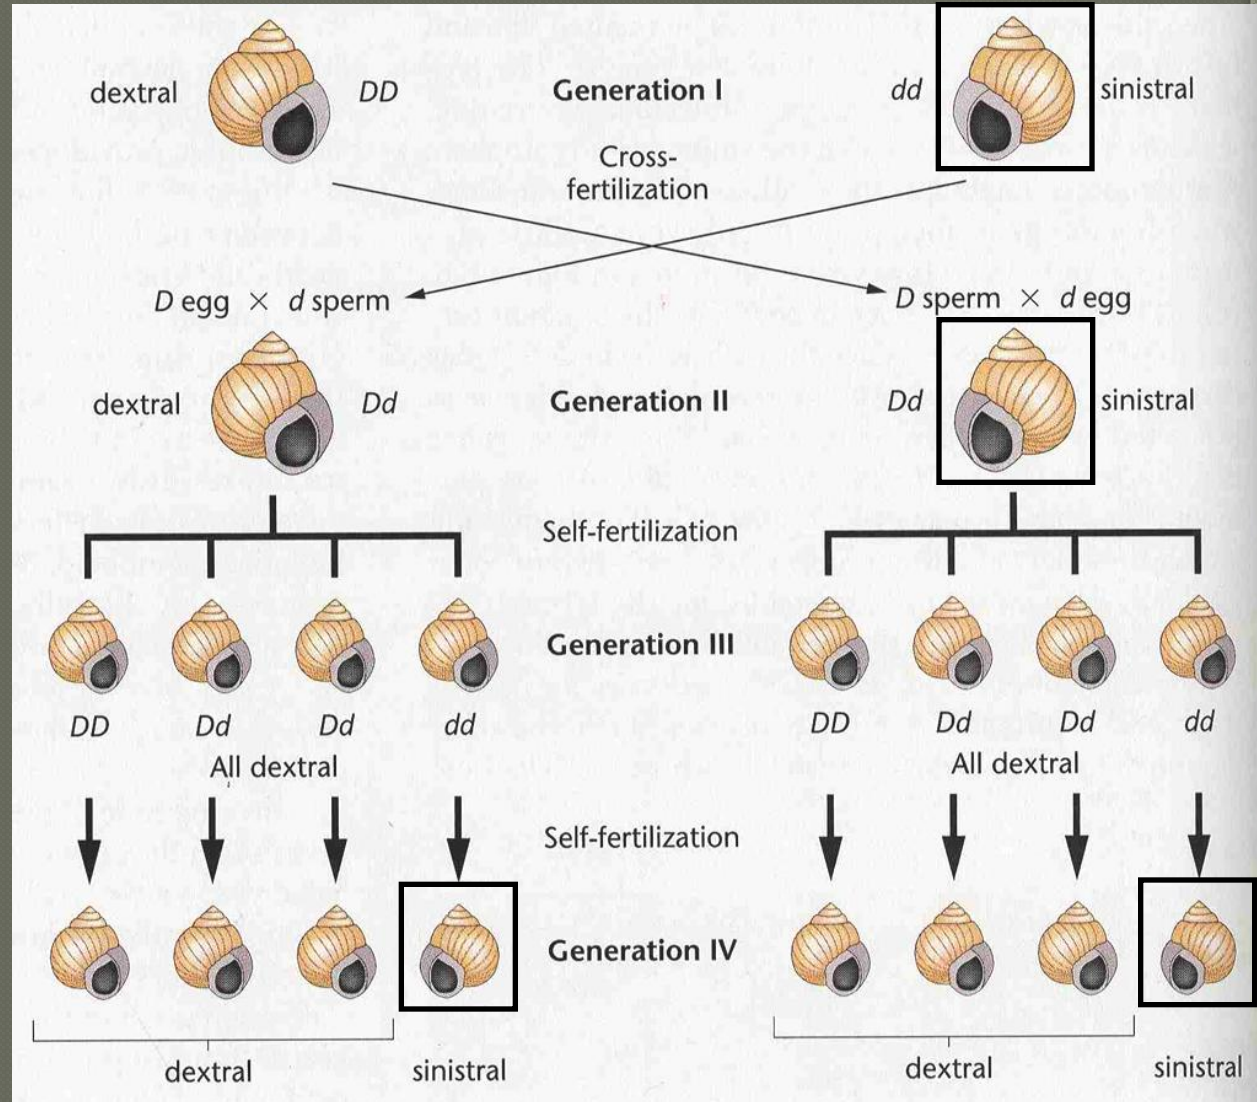 dextral DD Generation I dd sinistral
Cross-
fertilization
D egg × d sperm D sperm × d egg
dextral Dd Generation II Dd sinistral
Self-fertilization
Generation III
DD Dd Dd dd DD Dd Dd dd
All dextral All dextral
Self-fertilization
Generation IV
dextral sinistral dextral sinistral